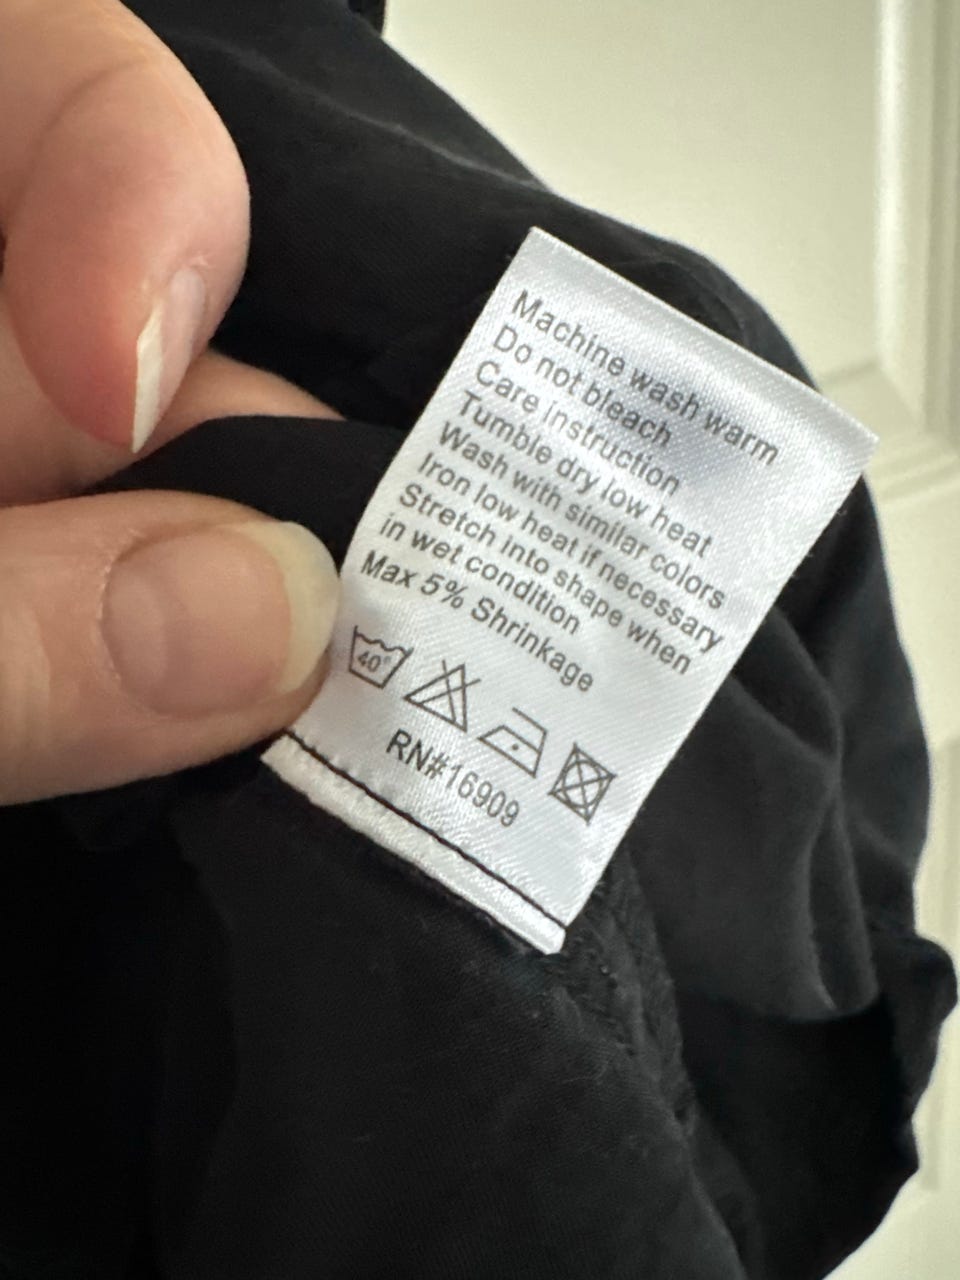 Machine wash warm
Do not bleach
Care instruction
Tumble dry low heat
Wash with similar colors
Iron low heat if necessary
Stretch into shape when
in wet condition
Max 5% Shrinkage
40°
RN#16909